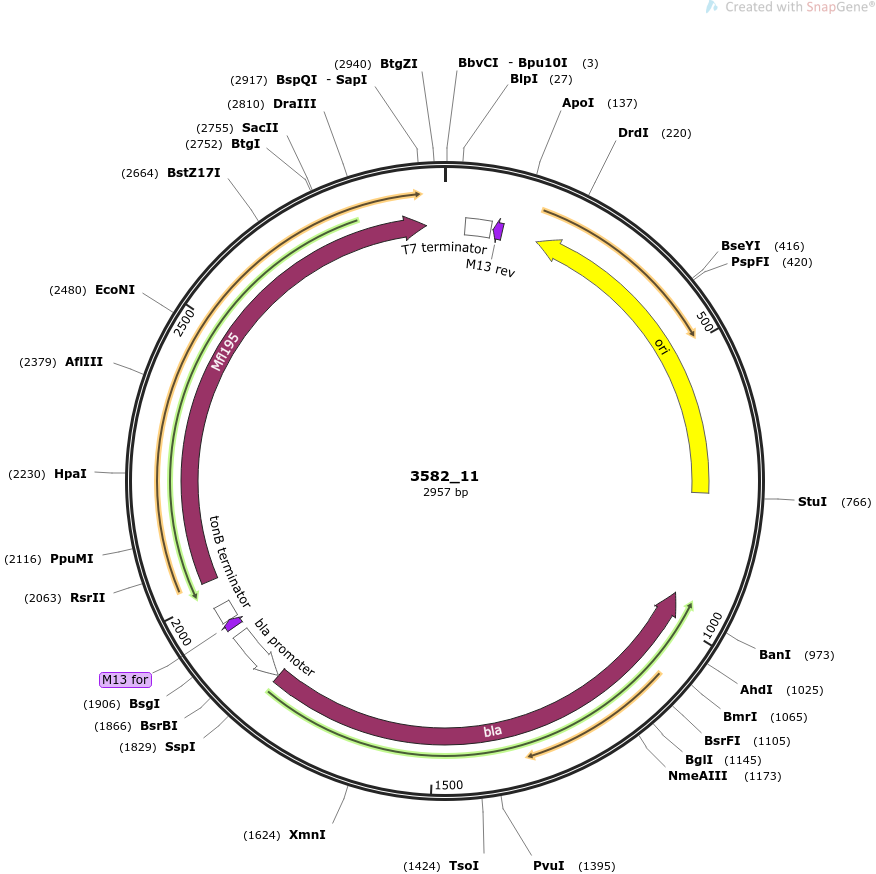 Created with SnapGene®
(2940) BtgZI
BbvCI - Bpu10I (3)
(2917) BspQI - SapI
BlpI (27)
(2810) DraIII
ApoI (137)
(2755) SacII
DrdI (220)
(2752) BtgI
(2664) BstZ17I
T7 terminator
M13 rev
BseYI (416)
PspFI (420)
(2480) EcoNI
2500
500
ori
Mfl195
(2379) AflIII
(2230) HpaI
3582_11
2957 bp
StuI (766)
tonB terminator
(2116) PpuMI
(2063) RsrII
2000
bla promoter
1000
BanI (973)
M13 for
AhdI (1025)
(1906) BsgI
BmrI (1065)
(1866) BsrBI
bla
BsrFI (1105)
(1829) SspI
BglI (1145)
NmeAIII (1173)
1500
(1624) XmnI
(1424) TsoI
PvuI (1395)